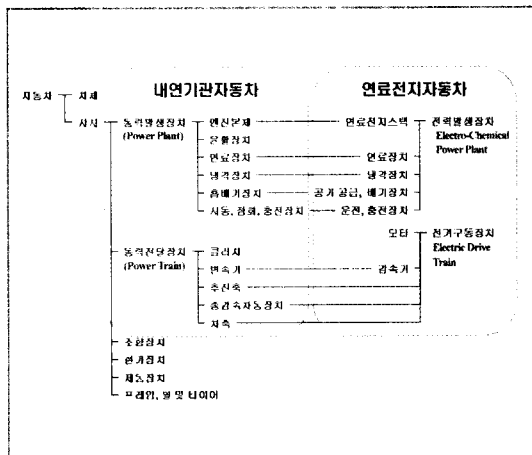 내연기관자동차 연료전지자동차
자동차 차체
샤시 동력발생장치 엔진본체 연료전지스택 전력발생장치
(Power Plant) 윤활장치 Electro-Chemical
연료장치 연료장치 Power Plant
냉각장치 냉각장치
흡배기장치 공기 공급, 배기장치
시동, 점화, 충전장치 운전, 충전장치
모타 전기구동장치
동력전달장치 클러치 Electric Drive
(Power Train) 변속기 감속기 Train
추진축
종감속차동장치
차축
조향장치
현가장치
제동장치
프레임, 휠 및 타이어